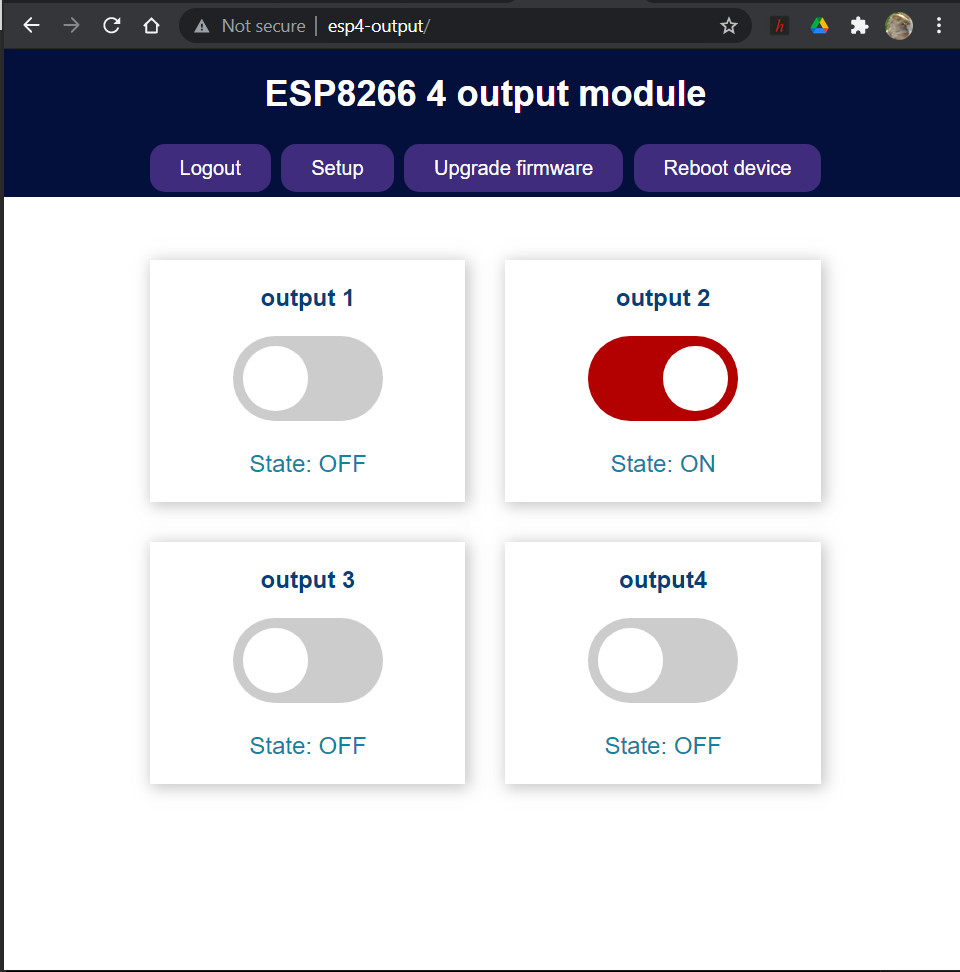 Not secure | esp4-output/
h
ESP8266 4 output module
Logout Setup Upgrade firmware Reboot device
output 1 output 2
State: OFF State: ON
output 3 output4
State: OFF State: OFF